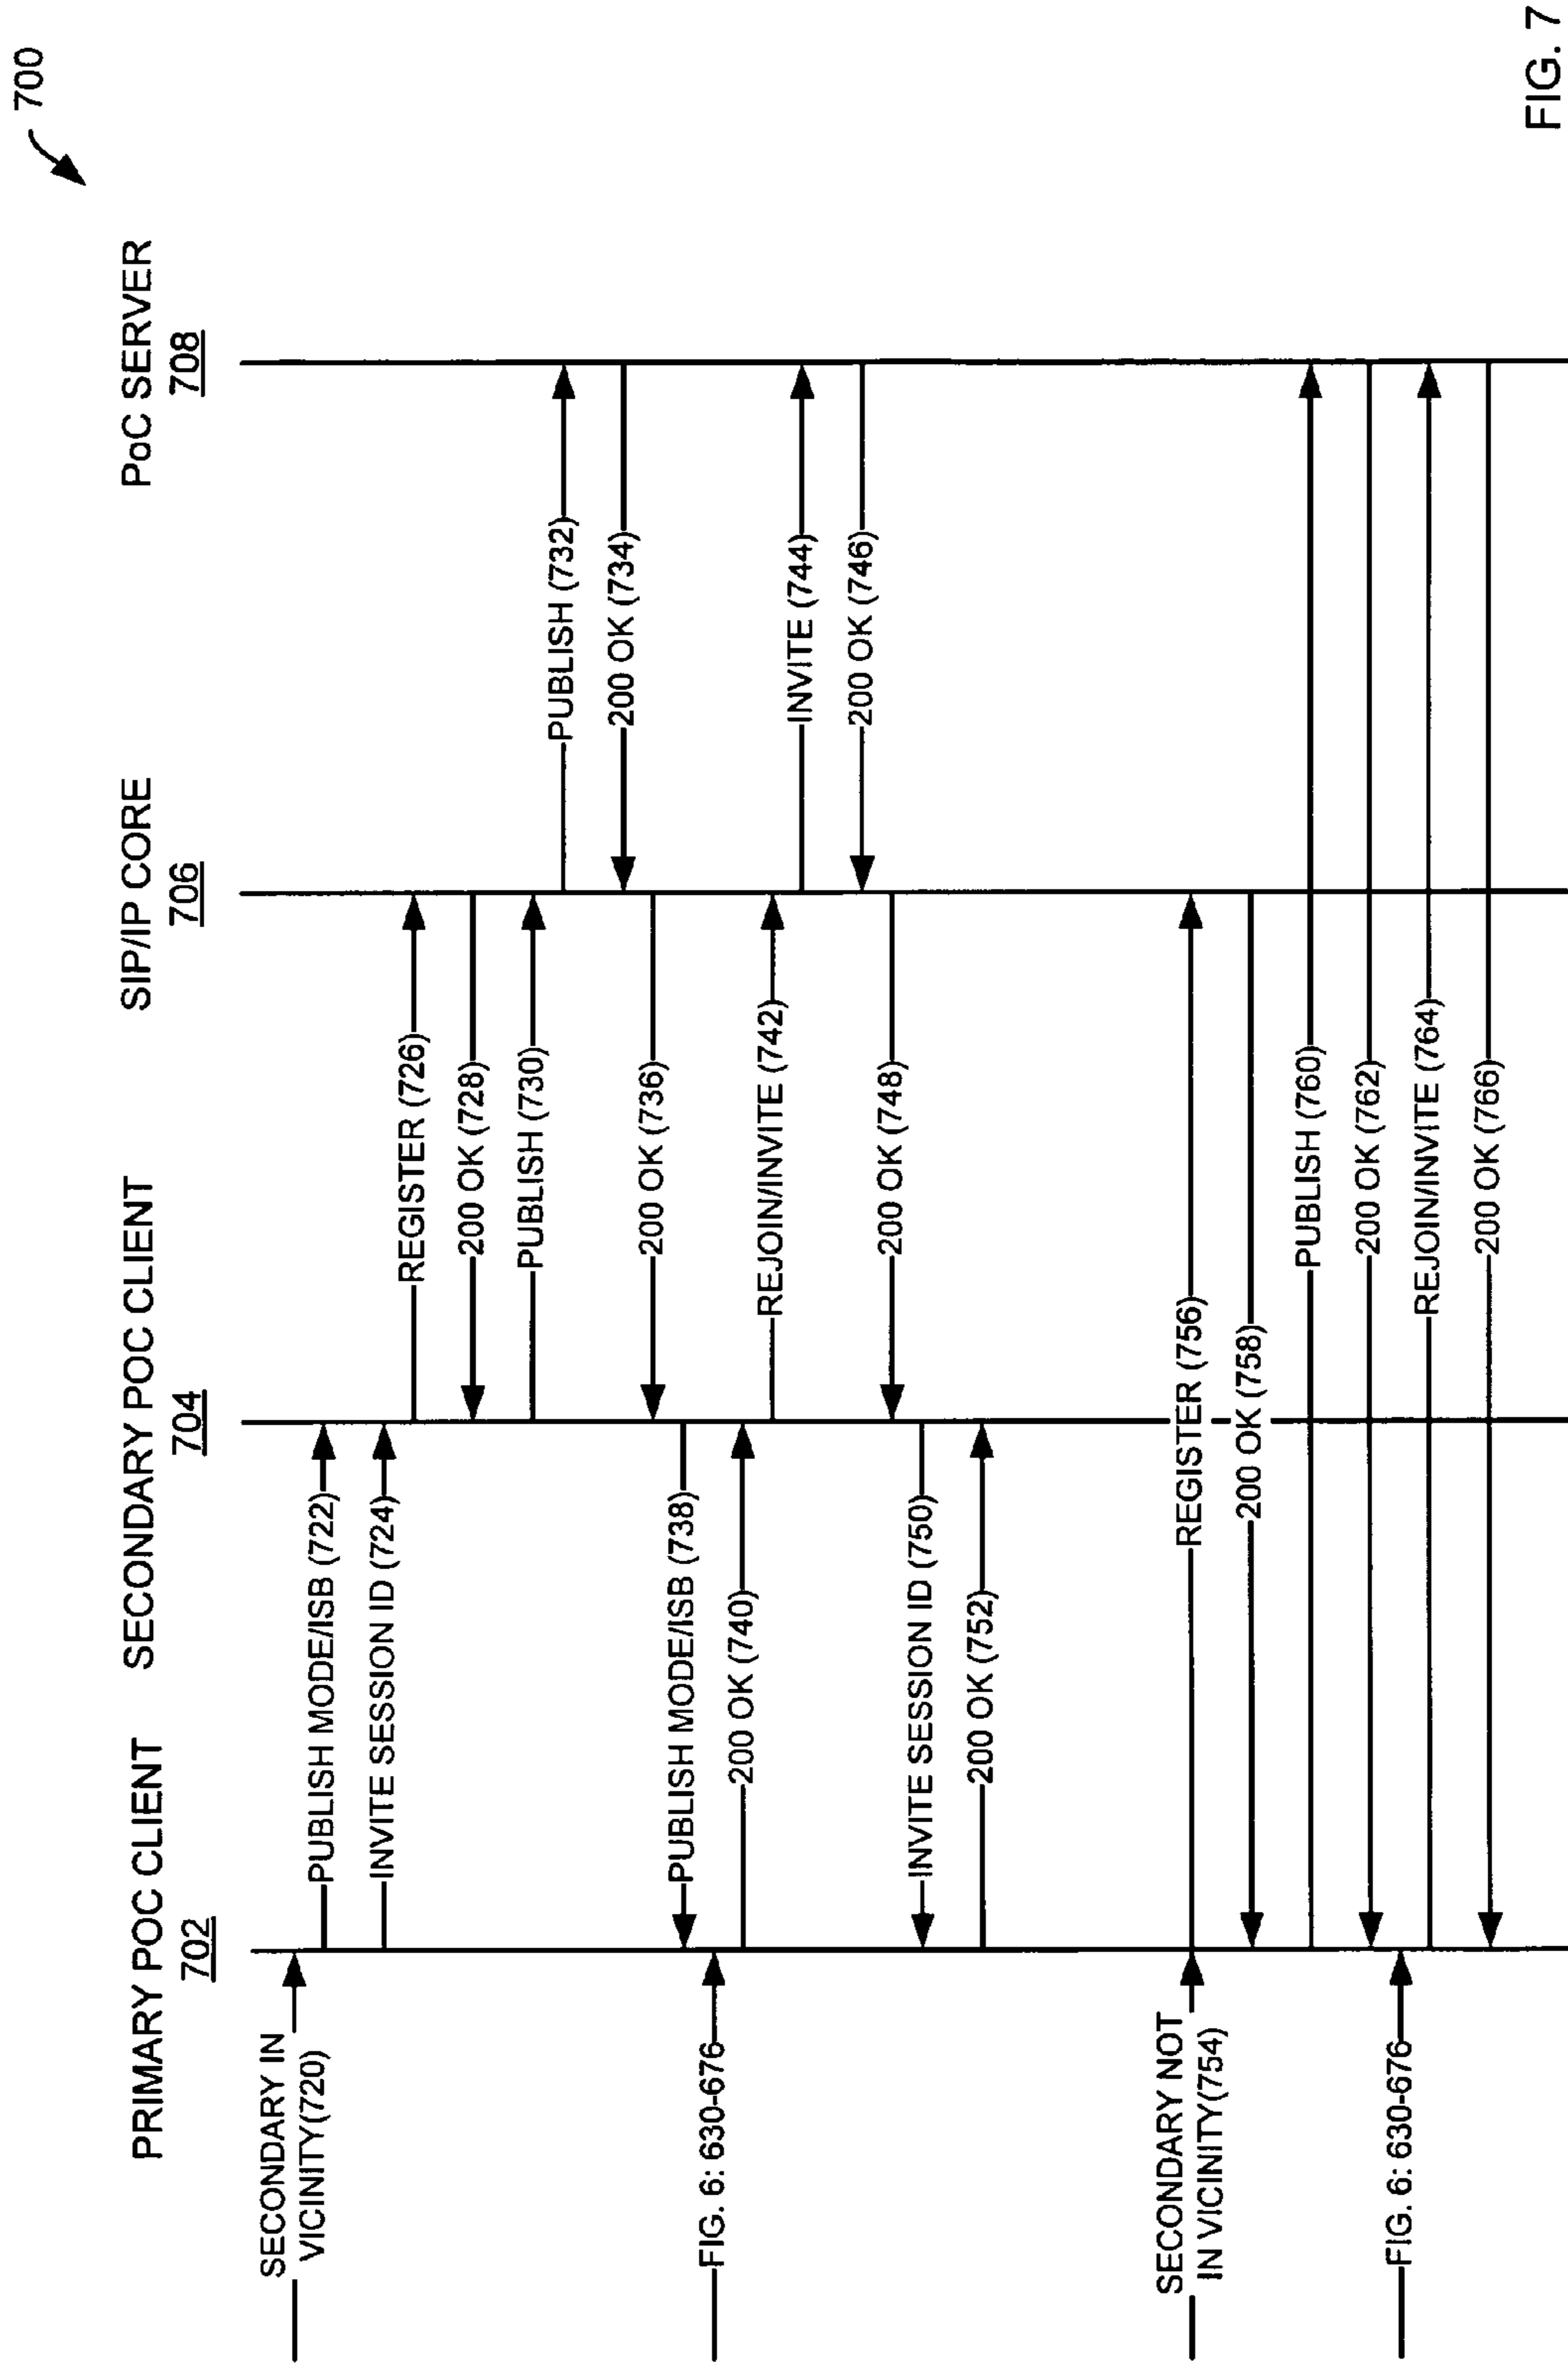 700
PRIMARY POC CLIENT
702
SECONDARY POC CLIENT
704
SIP/IP CORE
706
PoC SERVER
708
SECONDARY IN
VICINITY(720)
PUBLISH MODE/ISB (722)
INVITE SESSION ID (724)
REGISTER (726)
200 OK (728)
PUBLISH (730)
PUBLISH (732)
200 OK (734)
200 OK (736)
PUBLISH MODE/ISB (738)
FIG. 6: 630-676
200 OK (740)
REJOIN/INVITE (742)
INVITE (744)
200 OK (746)
200 OK (748)
INVITE SESSION ID (750)
200 OK (752)
SECONDARY NOT
IN VICINITY(754)
REGISTER (756)
200 OK (758)
PUBLISH (760)
200 OK (762)
FIG. 6: 630-676
REJOIN/INVITE (764)
200 OK (766)
FIG. 7